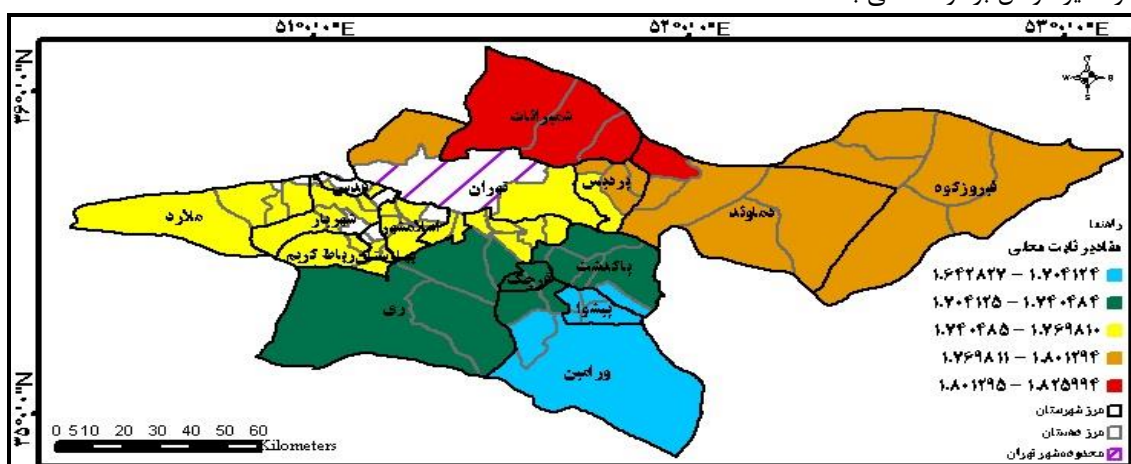 ۵۱°۰'۰"E ۵۲°۰'۰"E ۵۳°۰'۰"E
۳۶°۰'۰"N
شمیرانات
فیروزکوه
پردیس
تهران
قدس
دماوند
ملارد
شهریار
اسلامشهر
رباط کریم
بهارستان
پاکدشت
قرچک
ری
پیشوا
ورامین
۳۵°۰'۰"N
راهنما
مقادیر ثابت محلی
۱.۶۴۲۸۲۷ – ۱.۷۰۴۱۲۴
۱.۷۰۴۱۲۵ – ۱.۷۴۰۴۸۴
۱.۷۴۰۴۸۵ – ۱.۷۶۹۸۱۰
۱.۷۶۹۸۱۱ – ۱.۸۰۱۲۹۴
۱.۸۰۱۲۹۵ – ۱.۸۲۵۹۹۴
مرز شهرستان
مرز دهستان
محدوده شهر تهران
0 5 10 20 30 40 50 60
Kilometers